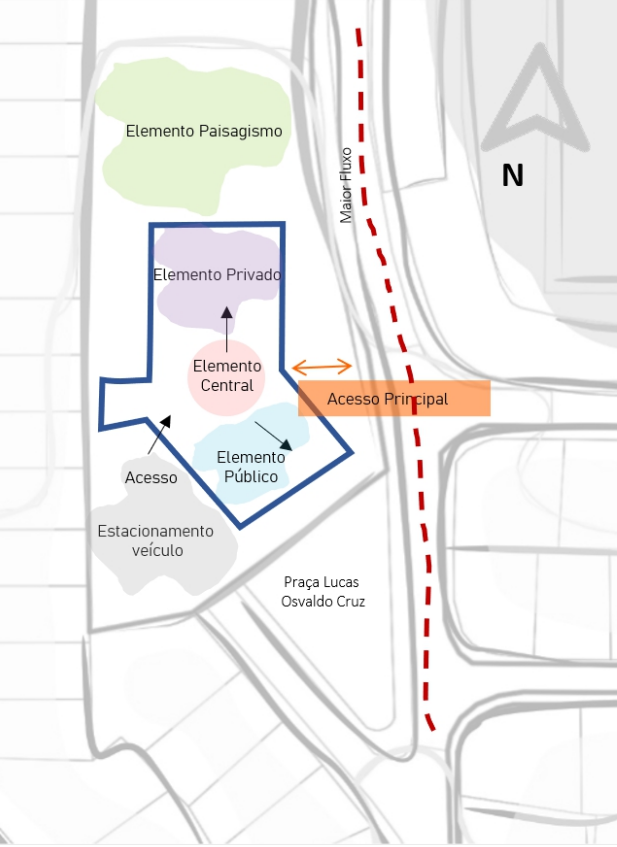 Elemento Paisagismo
Maior Fluxo
N
Elemento Privado
Elemento
Central
Acesso Principal
Elemento
Público
Acesso
Estacionamento
veículo
Praça Lucas
Osvaldo Cruz